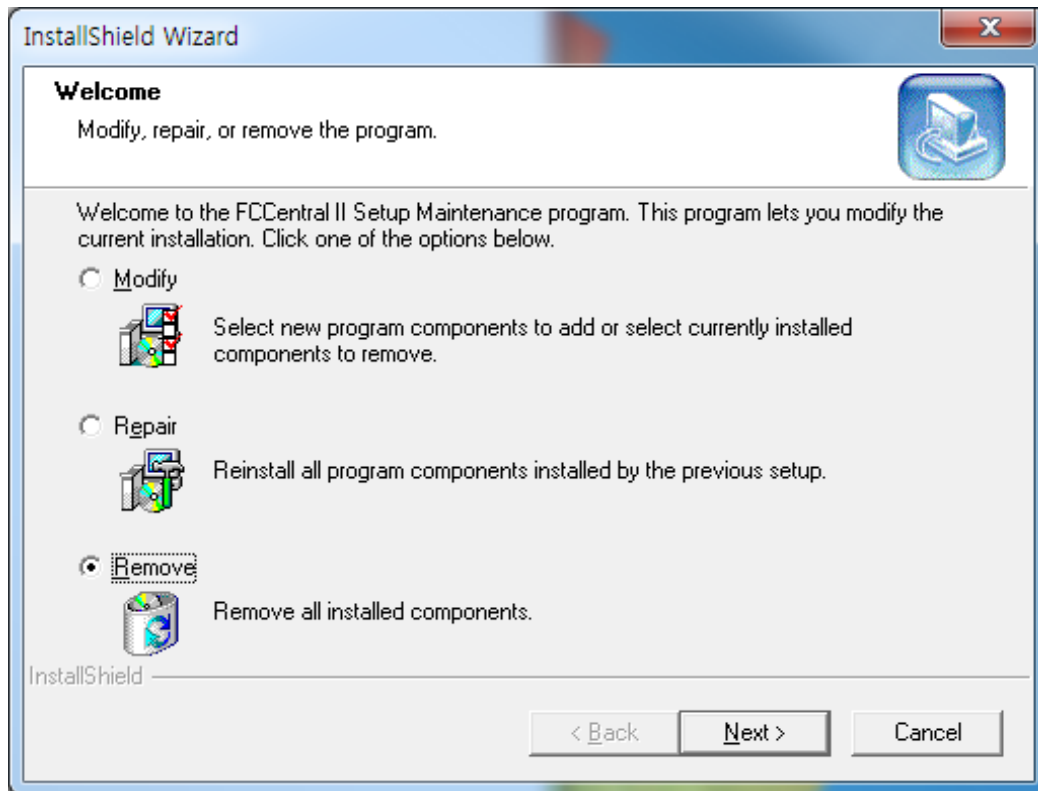 InstallShield Wizard
Welcome
Modify, repair, or remove the program.
Welcome to the FCCentral II Setup Maintenance program. This program lets you modify the
current installation. Click one of the options below.
Modify
Select new program components to add or select currently installed
components to remove.
Repair
Reinstall all program components installed by the previous setup.
Remove
Remove all installed components.
InstallShield
< Back
Next >
Cancel